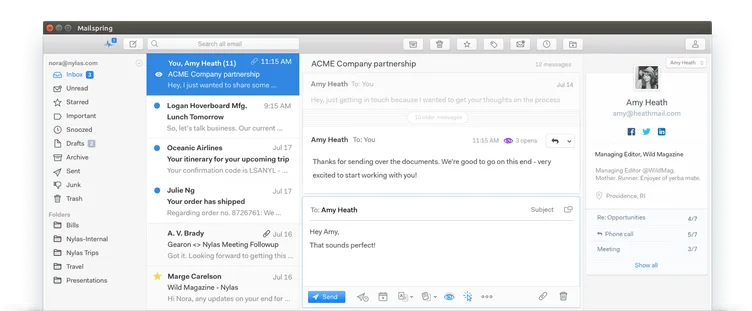 Mailspring
1
Search all email
nora@nylas.com
Inbox 3
Unread
Starred
Important
Snoozed
Drafts 2
Archive
Sent
Junk
Trash
Folders
Bills
Nylas-Internal
Nylas Trips
Travel
Presentations
You, Amy Heath (11) 11:15 AM
ACME Company partnership
Hey, I just wanted to share some ...
Logan Hoverboard Mfg. 9:15 AM
Lunch Tomorrow
So, let's talk business. Our current ...
Oceanic Airlines Jul 17
Your itinerary for your upcoming trip
Your confirmation code is LSANYL - ...
Julie Ng Jul 17
Your order has shipped
Regarding order no. 8726761: We ...
A. V. Brady Jul 16
Gearon <> Nylas Meeting Followup
Got it. Looking forward to getting this ...
Marge Carelson Jul 16
Wild Magazine - Nylas
Hi Nora, any updates on your end for ...
ACME Company partnership 12 messages
Amy Heath To: You Jul 14
Hey, just getting in touch because I wanted to get your thoughts on the process
10 older messages
Amy Heath To: You 11:15 AM 3 opens
Thanks for sending over the documents. We're good to go on this end - very
excited to start working with you!
To: Amy Heath Subject
Hey Amy,
That sounds perfect!
Send
Amy Heath
Amy Heath
amy@heathmail.com
Managing Editor, Wild Magazine
Managing Editor @WildMag,
Mother. Runner. Enjoyer of yerba mate.
Providence, RI
Re: Opportunities 4/7
Phone call 5/7
Meeting 3/7
Show all